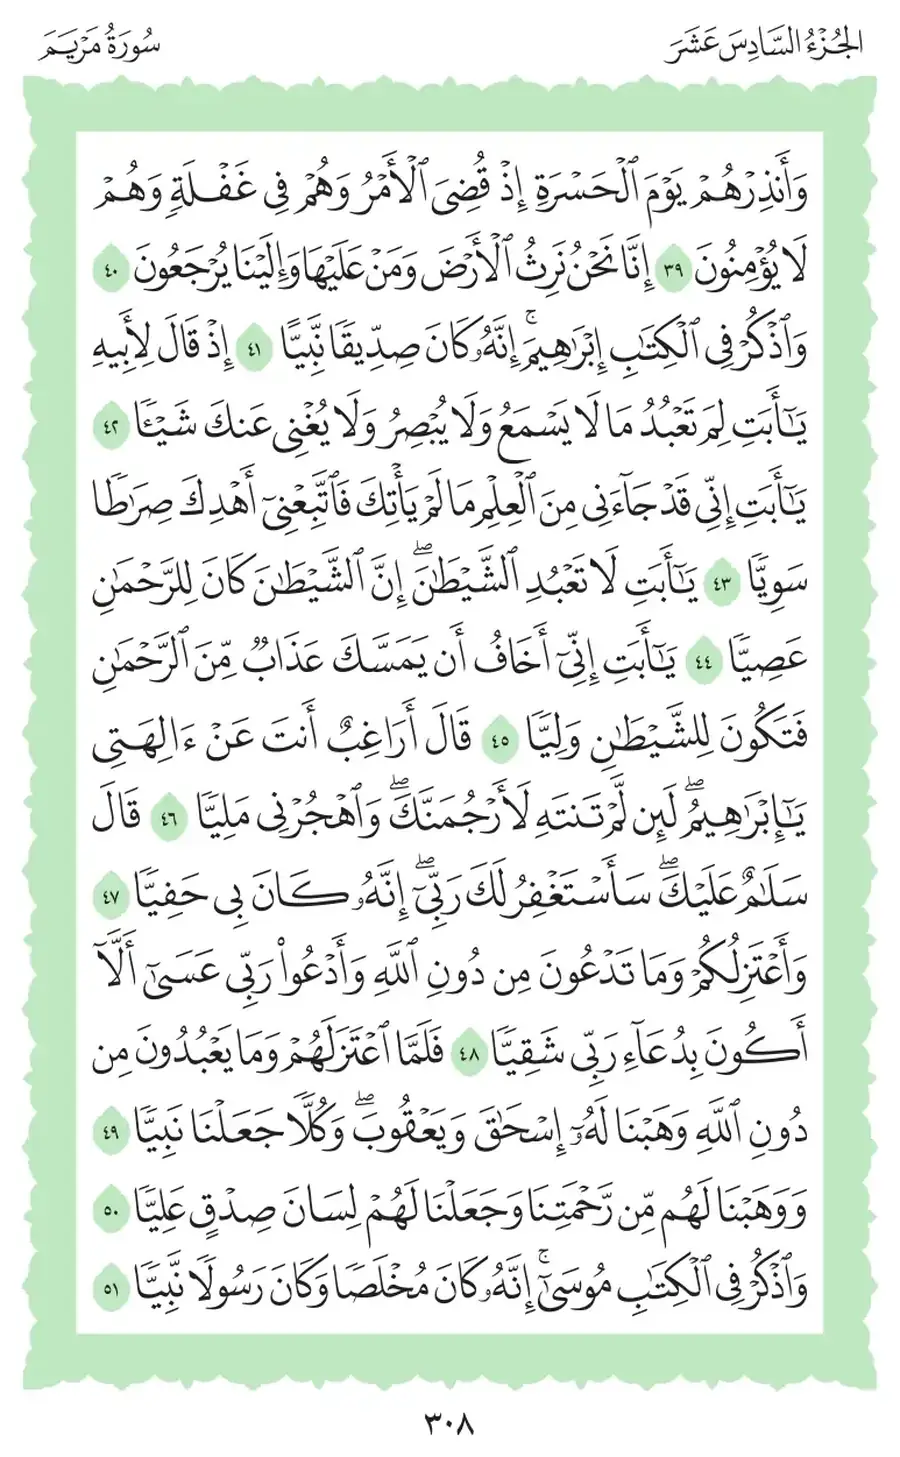 الجُزْءُ السَّادِسَ عَشَرَ
سُورَةُ مَرْيَمَ
وَأَنذِرْهُمْ يَوْمَ ٱلْحَسْرَةِ إِذْ قُضِىَ ٱلْأَمْرُ وَهُمْ فِى غَفْلَةٍ وَهُمْ
لَا يُؤْمِنُونَ ٣٩ إِنَّا نَحْنُ نَرِثُ ٱلْأَرْضَ وَمَنْ عَلَيْهَا وَإِلَيْنَا يُرْجَعُونَ ٤٠
وَٱذْكُرْ فِى ٱلْكِتَٰبِ إِبْرَٰهِيمَ ۚ إِنَّهُۥ كَانَ صِدِّيقًا نَّبِيًّا ٤١ إِذْ قَالَ لِأَبِيهِ
يَٰٓأَبَتِ لِمَ تَعْبُدُ مَا لَا يَسْمَعُ وَلَا يُبْصِرُ وَلَا يُغْنِى عَنكَ شَيْـًٔا ٤٢
يَٰٓأَبَتِ إِنِّى قَدْ جَآءَنِى مِنَ ٱلْعِلْمِ مَا لَمْ يَأْتِكَ فَٱتَّبِعْنِىٓ أَهْدِكَ صِرَٰطًا
سَوِيًّا ٤٣ يَٰٓأَبَتِ لَا تَعْبُدِ ٱلشَّيْطَٰنَ ۖ إِنَّ ٱلشَّيْطَٰنَ كَانَ لِلرَّحْمَٰنِ
عَصِيًّا ٤٤ يَٰٓأَبَتِ إِنِّىٓ أَخَافُ أَن يَمَسَّكَ عَذَابٌ مِّنَ ٱلرَّحْمَٰنِ
فَتَكُونَ لِلشَّيْطَٰنِ وَلِيًّا ٤٥ قَالَ أَرَاغِبٌ أَنتَ عَنْ ءَالِهَتِى
يَٰٓإِبْرَٰهِيمُ ۖ لَئِن لَّمْ تَنتَهِ لَأَرْجُمَنَّكَ ۖ وَٱهْجُرْنِى مَلِيًّا ٤٦ قَالَ
سَلَٰمٌ عَلَيْكَ ۖ سَأَسْتَغْفِرُ لَكَ رَبِّىٓ ۖ إِنَّهُۥ كَانَ بِى حَفِيًّا ٤٧
وَأَعْتَزِلُكُمْ وَمَا تَدْعُونَ مِن دُونِ ٱللَّهِ وَأَدْعُوا۟ رَبِّى عَسَىٰٓ أَلَّآ
أَكُونَ بِدُعَآءِ رَبِّى شَقِيًّا ٤٨ فَلَمَّا ٱعْتَزَلَهُمْ وَمَا يَعْبُدُونَ مِن
دُونِ ٱللَّهِ وَهَبْنَا لَهُۥٓ إِسْحَٰقَ وَيَعْقُوبَ ۖ وَكُلًّا جَعَلْنَا نَبِيًّا ٤٩
وَوَهَبْنَا لَهُم مِّن رَّحْمَتِنَا وَجَعَلْنَا لَهُمْ لِسَانَ صِدْقٍ عَلِيًّا ٥٠
وَٱذْكُرْ فِى ٱلْكِتَٰبِ مُوسَىٰٓ ۚ إِنَّهُۥ كَانَ مُخْلَصًا وَكَانَ رَسُولًا نَّبِيًّا ٥١
٣٠٨